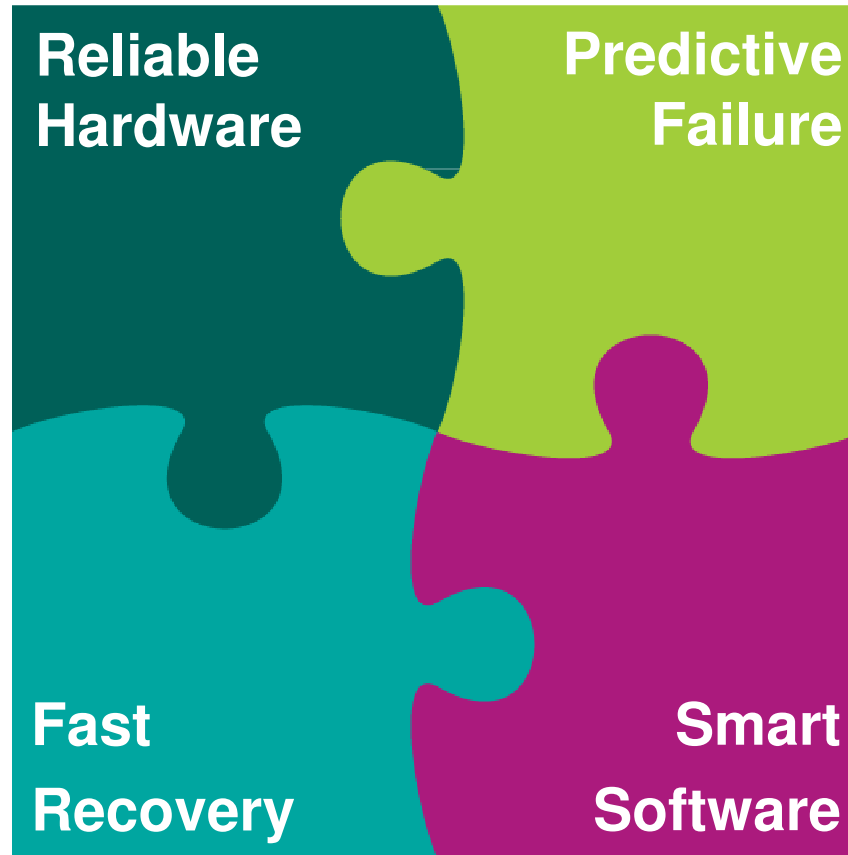 Reliable
Hardware
Predictive
Failure
Fast
Recovery
Smart
Software